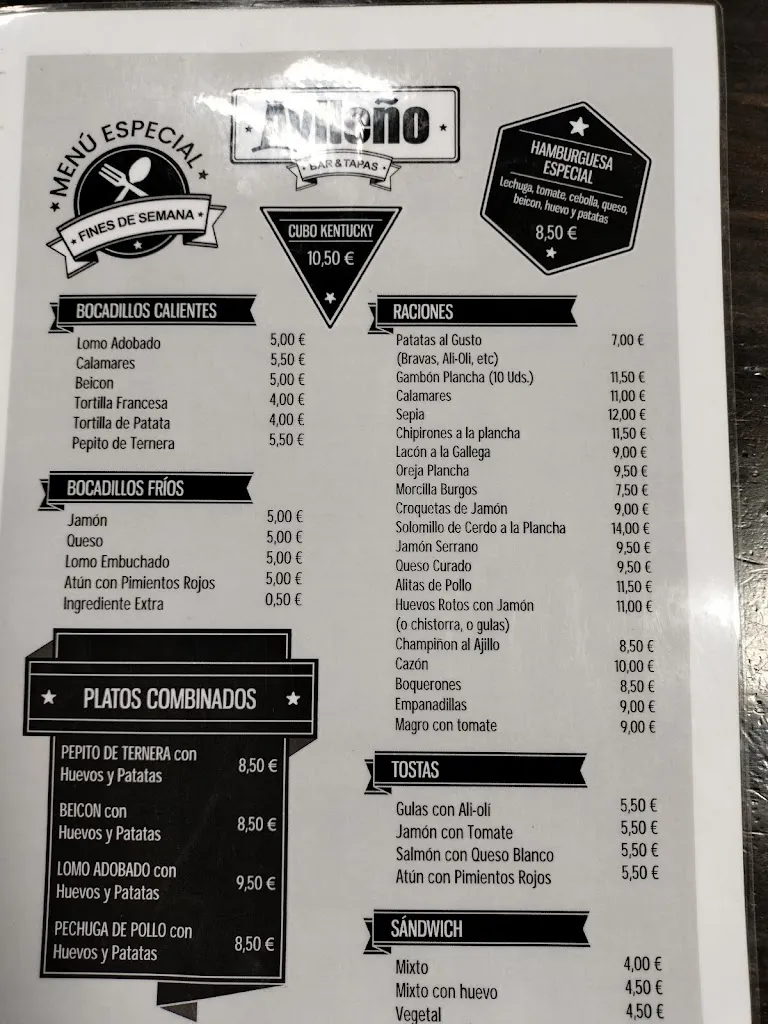 MENÚ ESPECIAL
FINES DE SEMANA
BAR & TAPAS
CUBO KENTUCKY
10,50 €
HAMBURGUESA
ESPECIAL
Lechuga, tomate, cebolla, queso,
beicon, huevo y patatas
8,50 €
BOCADILLOS CALIENTES
Lomo Adobado 5,00 €
Calamares 5,50 €
Beicon 5,00 €
Tortilla Francesa 4,00 €
Tortilla de Patata 4,00 €
Pepito de Ternera 5,50 €
BOCADILLOS FRÍOS
Jamón 5,00 €
Queso 5,00 €
Lomo Embuchado 5,00 €
Atún con Pimientos Rojos 5,00 €
Ingrediente Extra 0,50 €
PLATOS COMBINADOS
PEPITO DE TERNERA con
Huevos y Patatas 8,50 €
BEICON con
Huevos y Patatas 8,50 €
LOMO ADOBADO con
Huevos y Patatas 9,50 €
PECHUGA DE POLLO con
Huevos y Patatas 8,50 €
RACIONES
Patatas al Gusto 7,00 €
(Bravas, Ali-Oli, etc)
Gambón Plancha (10 Uds.) 11,50 €
Calamares 11,00 €
Sepia 12,00 €
Chipirones a la plancha 11,50 €
Lacón a la Gallega 9,00 €
Oreja Plancha 9,50 €
Morcilla Burgos 7,50 €
Croquetas de Jamón 9,00 €
Solomillo de Cerdo a la Plancha 14,00 €
Jamón Serrano 9,50 €
Queso Curado 9,50 €
Alitas de Pollo 11,50 €
Huevos Rotos con Jamón 11,00 €
(o chistorra, o gulas)
Champiñon al Ajillo 8,50 €
Cazón 10,00 €
Boquerones 8,50 €
Empanadillas 9,00 €
Magro con tomate 9,00 €
TOSTAS
Gulas con Ali-olí 5,50 €
Jamón con Tomate 5,50 €
Salmón con Queso Blanco 5,50 €
Atún con Pimientos Rojos 5,50 €
SÁNDWICH
Mixto 4,00 €
Mixto con huevo 4,50 €
Vegetal 4,50 €